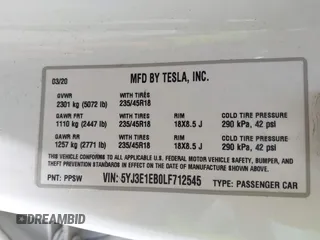 03/20 MFD BY TESLA, INC.
GVWR WITH TIRES
2301 kg (5072 lb) 235/45R18
GAWR FRT WITH TIRES RIM COLD TIRE PRESSURE
1110 kg (2447 lb) 235/45R18 18X8.5 J 290 kPa, 42 psi
GAWR RR WITH TIRES RIM COLD TIRE PRESSURE
1257 kg (2771 lb) 235/45R18 18X8.5 J 290 kPa, 42 psi
THIS VEHICLE CONFORMS TO ALL APPLICABLE U.S. FEDERAL MOTOR VEHICLE SAFETY, BUMPER, AND
THEFT PREVENTION STANDARDS IN EFFECT ON THE DATE OF MANUFACTURE SHOWN ABOVE.
PNT: PPSW VIN: 5YJ3E1EB0LF712545 TYPE: PASSENGER CAR
DREAMBID